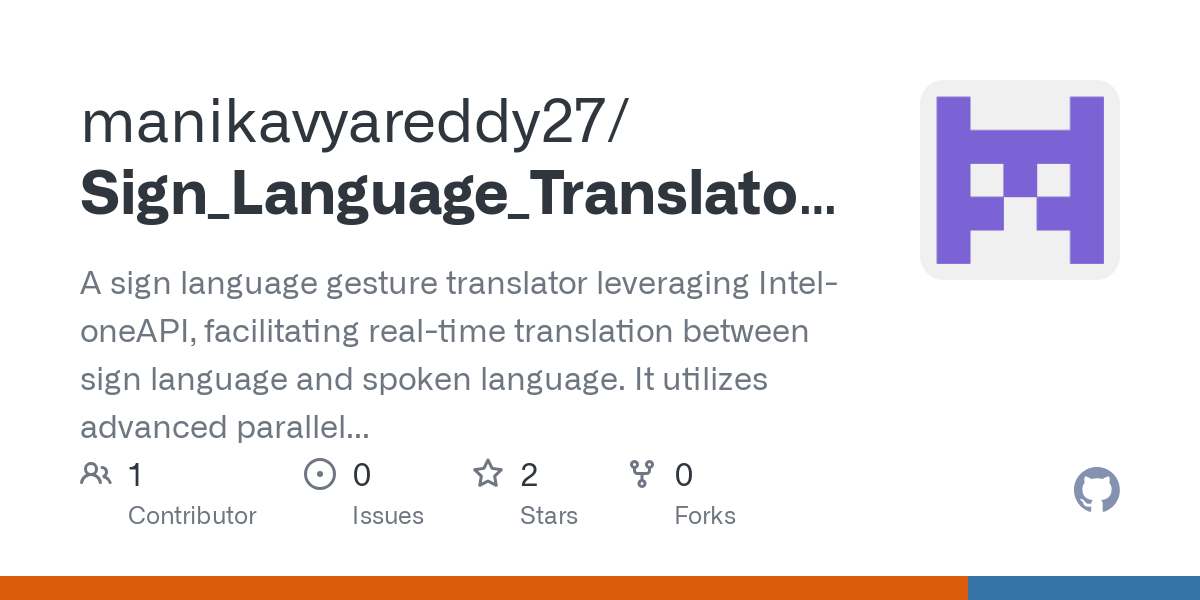 manikavyareddy27/
Sign_Language_Translato...
A sign language gesture translator leveraging Intel-
oneAPI, facilitating real-time translation between
sign language and spoken language. It utilizes
advanced parallel...
1 0 2 0
Contributor Issues Stars Forks